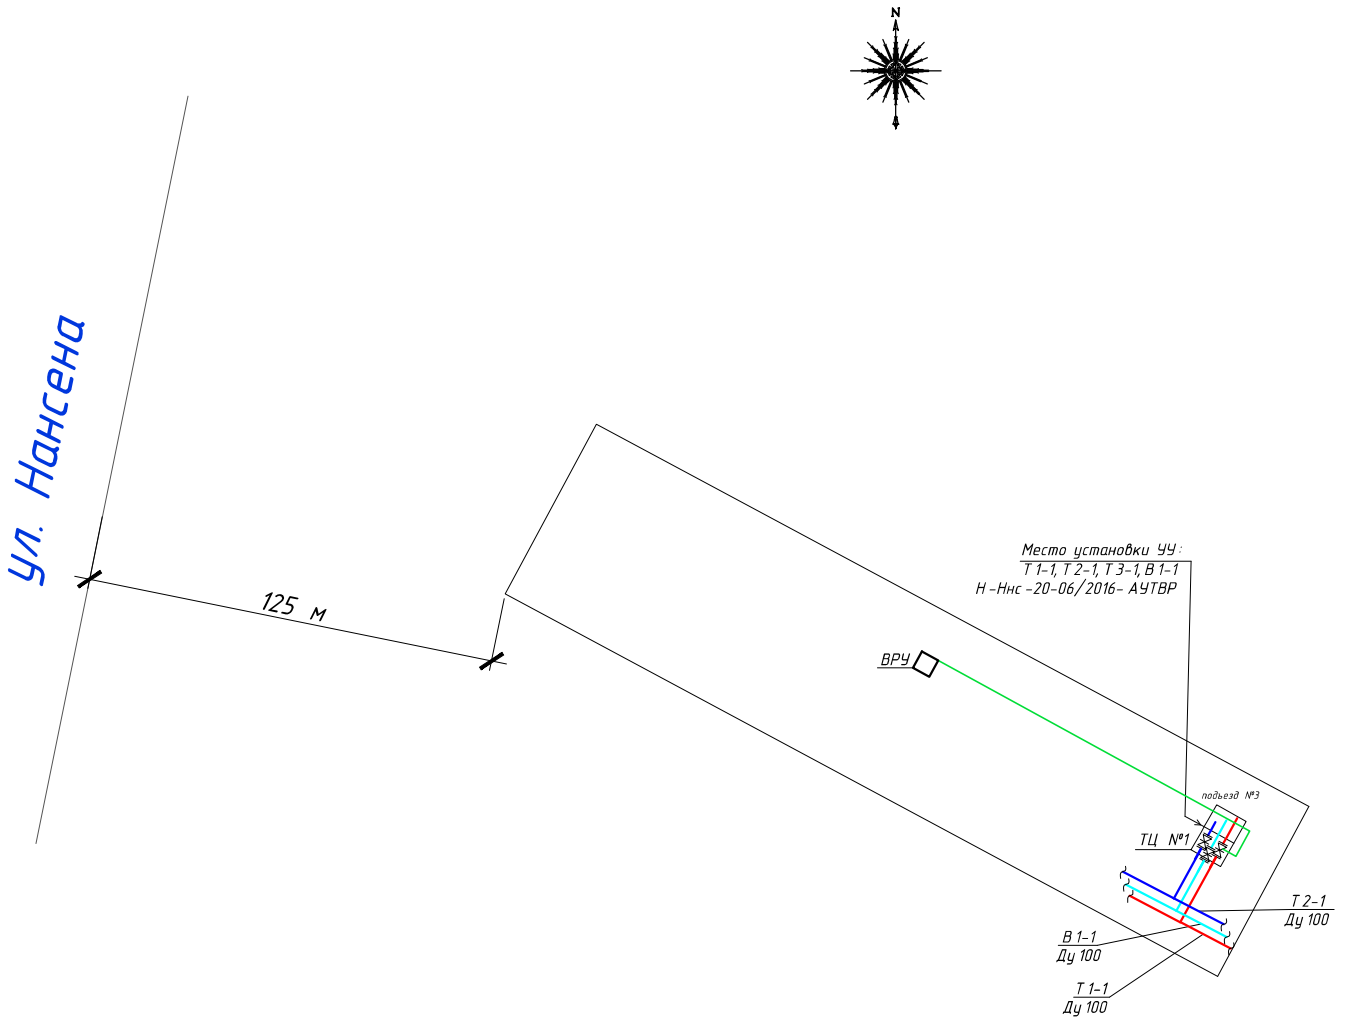 N
ул. Нансена
125 м
Место установки УУ:
Т 1-1, Т 2-1, Т 3-1, В 1-1
Н -Ннс -20-06/2016- АУТВР
ВРУ
подьезд №3
ТЦ №1
Т 2-1
Ду 100
В 1-1
Ду 100
Т 1-1
Ду 100